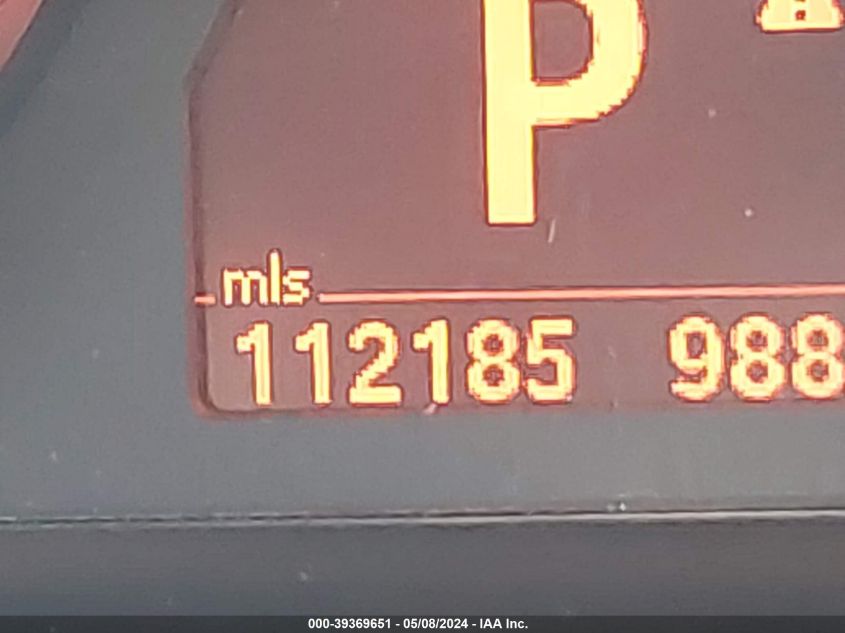 P
mls
112185 988
000-39369651 - 05/08/2024 - IAA Inc.